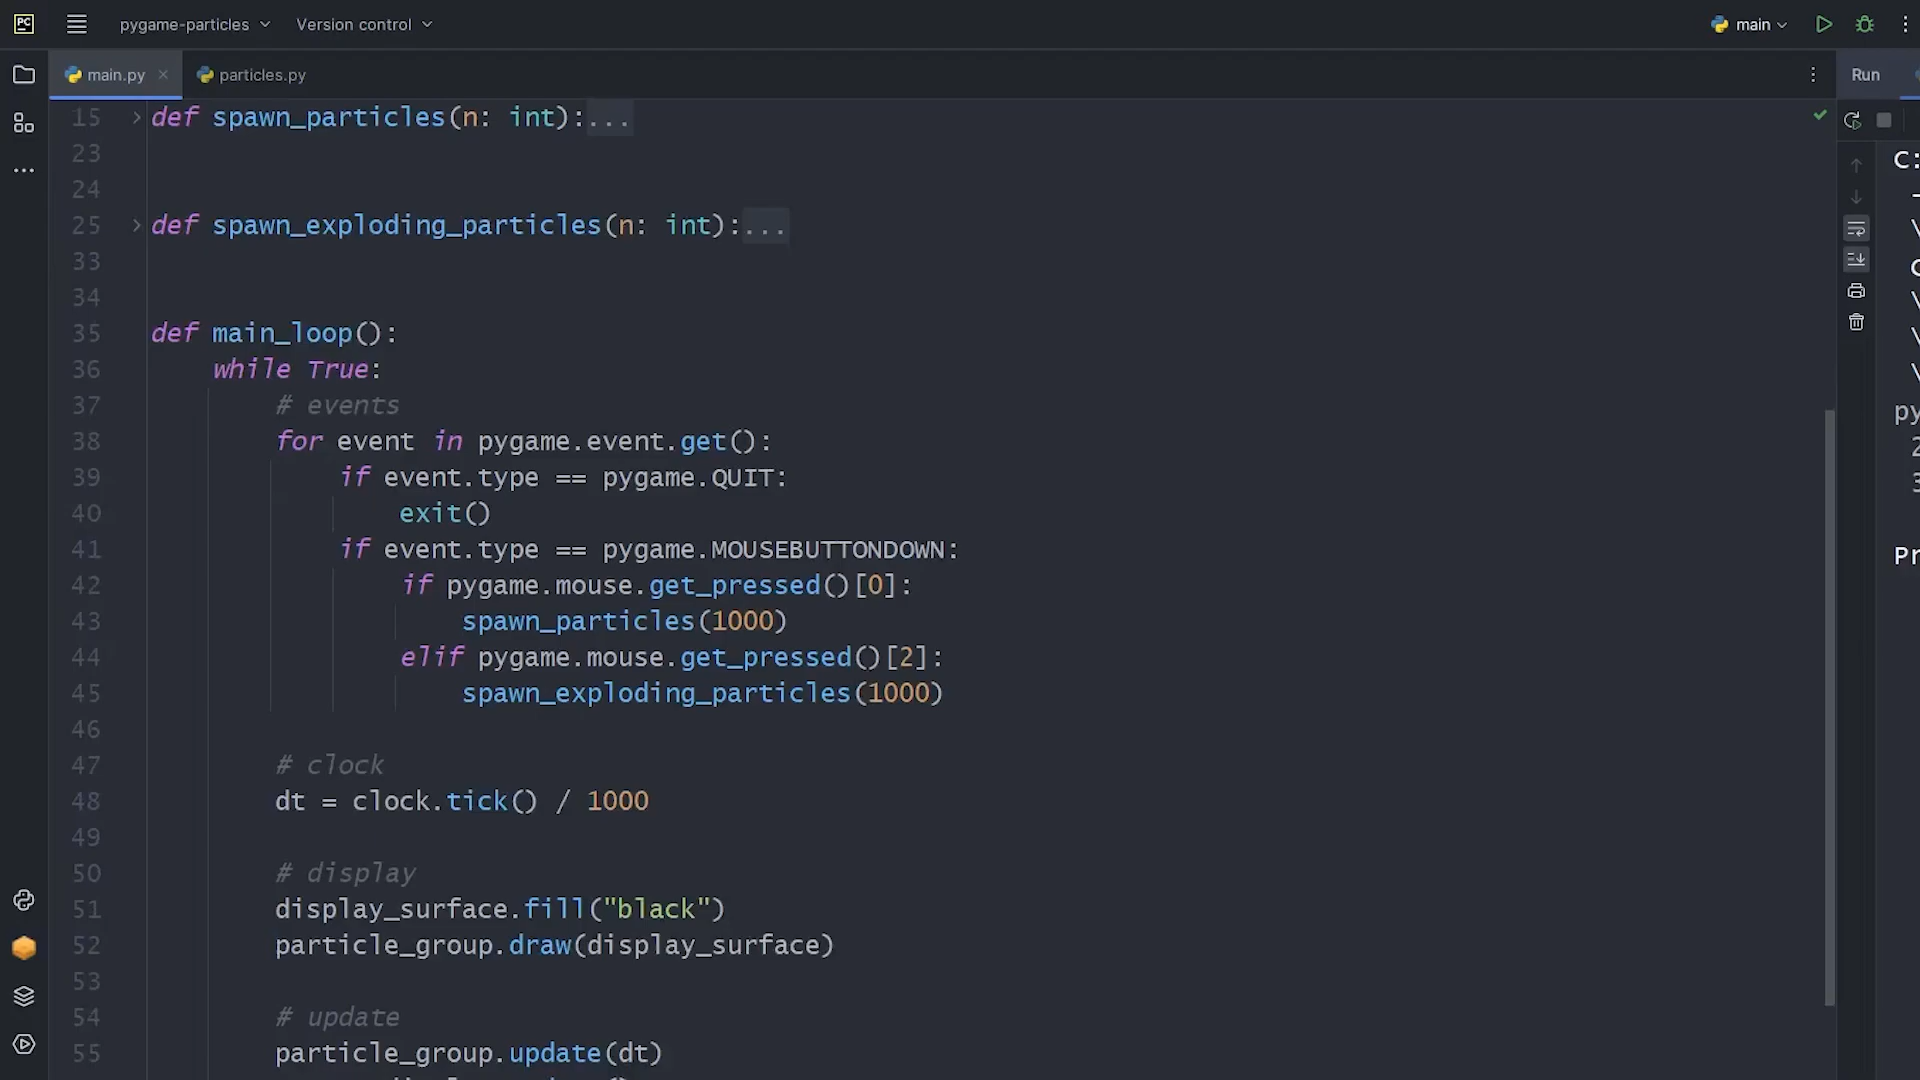 PC
pygame-particles
Version control
main
main.py
particles.py
Run
15 def spawn_particles(n: int):...
23
24
25 def spawn_exploding_particles(n: int):...
33
34
35 def main_loop():
36 while True:
37 # events
38 for event in pygame.event.get():
39 if event.type == pygame.QUIT:
40 exit()
41 if event.type == pygame.MOUSEBUTTONDOWN:
42 if pygame.mouse.get_pressed()[0]:
43 spawn_particles(1000)
44 elif pygame.mouse.get_pressed()[2]:
45 spawn_exploding_particles(1000)
46
47 # clock
48 dt = clock.tick() / 1000
49
50 # display
51 display_surface.fill("black")
52 particle_group.draw(display_surface)
53
54 # update
55 particle_group.update(dt)
C:
\
\
\
\
py
2
3
Pr